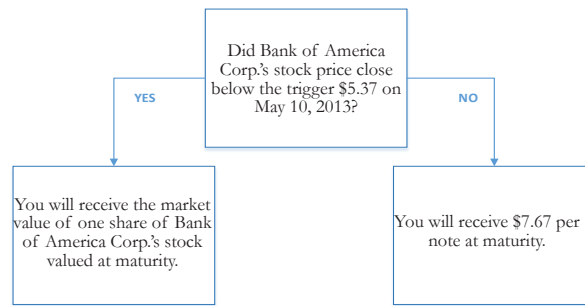 Did Bank of America
Corp.'s stock price close
below the trigger $5.37 on
May 10, 2013?
YES
NO
You will receive the market
value of one share of Bank
of America Corp.'s stock
valued at maturity.
You will receive $7.67 per
note at maturity.